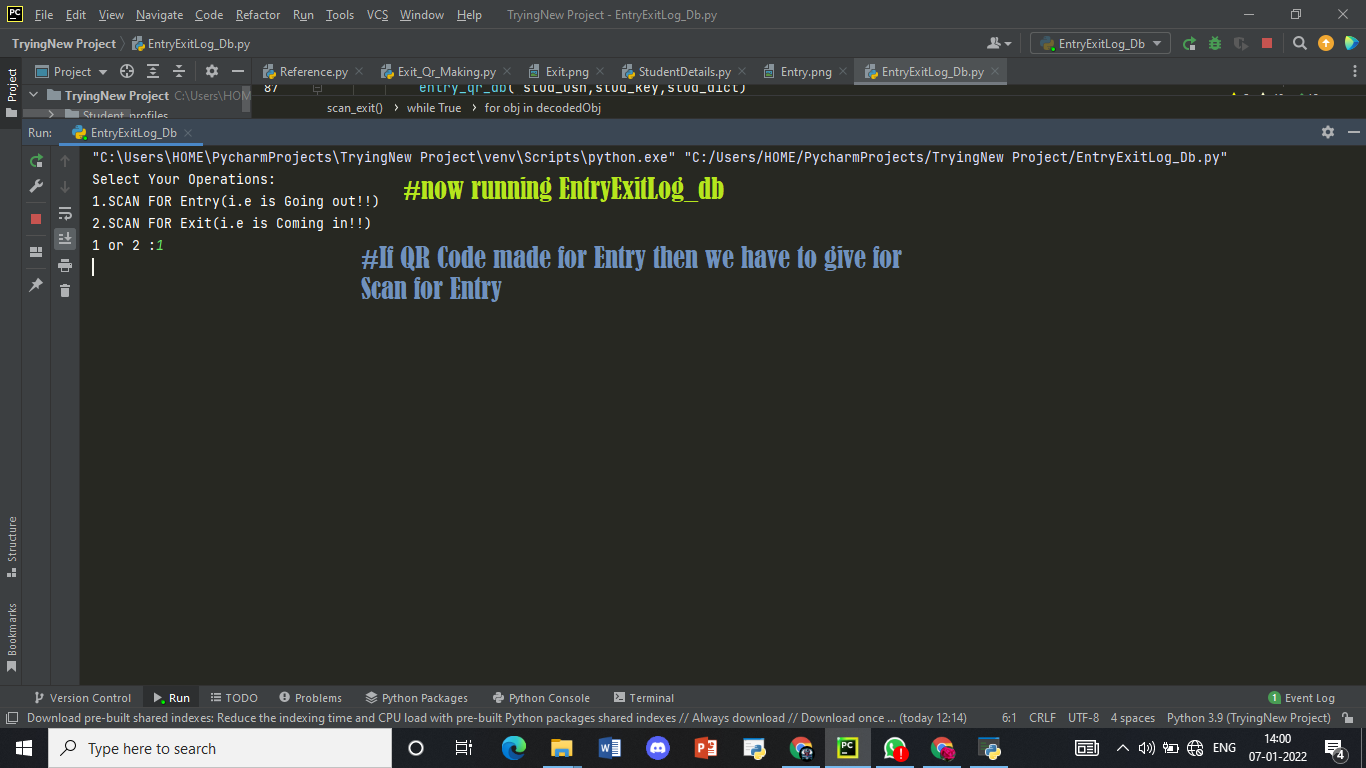 File Edit View Navigate Code Refactor Run Tools VCS Window Help TryingNew Project - EntryExitLog_Db.py
TryingNew Project EntryExitLog_Db.py EntryExitLog_Db
Project Project Reference.py Exit_Qr_Making.py Exit.png StudentDetails.py Entry.png EntryExitLog_Db.py
TryingNew Project C:\Users\HOM 87 entry_qr_db( stud_usn,stud_key,stud_dict)
Student profiles scan_exit() while True for obj in decodedObj
Run: EntryExitLog_Db
"C:\Users\HOME\PycharmProjects\TryingNew Project\venv\Scripts\python.exe" "C:/Users/HOME/PycharmProjects/TryingNew Project/EntryExitLog_Db.py"
Select Your Operations:
#now running EntryExitLog_db
1.SCAN FOR Entry(i.e is Going out!!)
2.SCAN FOR Exit(i.e is Coming in!!)
1 or 2 :1
#If QR Code made for Entry then we have to give for
Scan for Entry
Structure
Bookmarks
Version Control Run TODO Problems Python Packages Python Console Terminal 1 Event Log
Download pre-built shared indexes: Reduce the indexing time and CPU load with pre-built Python packages shared indexes // Always download // Download once ... (today 12:14) 6:1 CRLF UTF-8 4 spaces Python 3.9 (TryingNew Project)
Type here to search ENG 14:00
07-01-2022 4